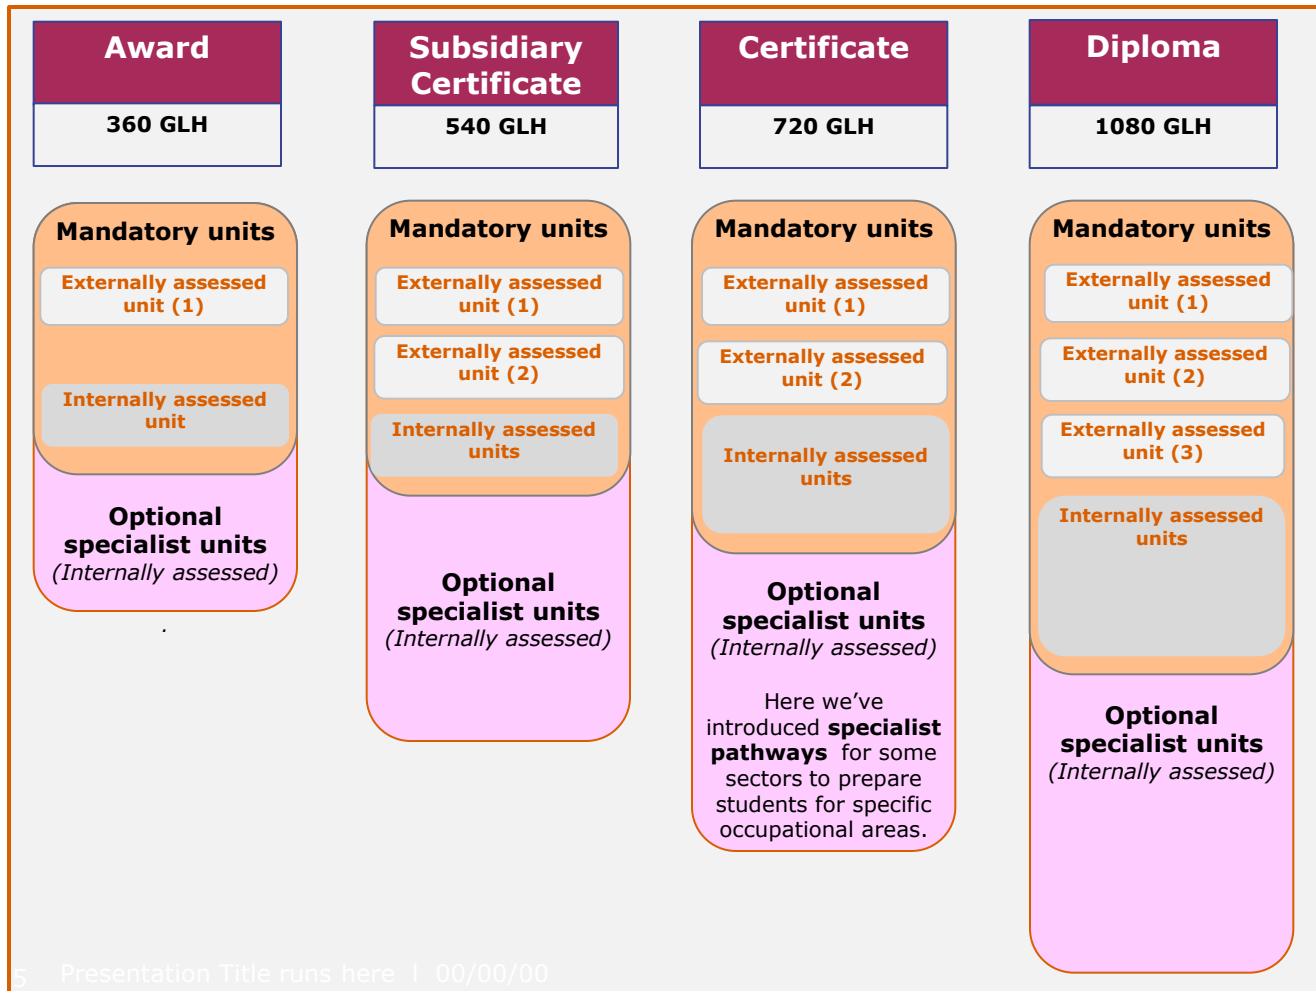 Award
360 GLH
Mandatory units
Externally assessed
unit (1)
Internally assessed
unit
Optional
specialist units
(Internally assessed)
.
Subsidiary
Certificate
540 GLH
Mandatory units
Externally assessed
unit (1)
Externally assessed
unit (2)
Internally assessed
units
Optional
specialist units
(Internally assessed)
Certificate
720 GLH
Mandatory units
Externally assessed
unit (1)
Externally assessed
unit (2)
Internally assessed
units
Optional
specialist units
(Internally assessed)
Here we’ve
introduced specialist
pathways for some
sectors to prepare
students for specific
occupational areas.
Diploma
1080 GLH
Mandatory units
Externally assessed
unit (1)
Externally assessed
unit (2)
Externally assessed
unit (3)
Internally assessed
units
Optional
specialist units
(Internally assessed)
5 Presentation Title runs here l 00/00/00